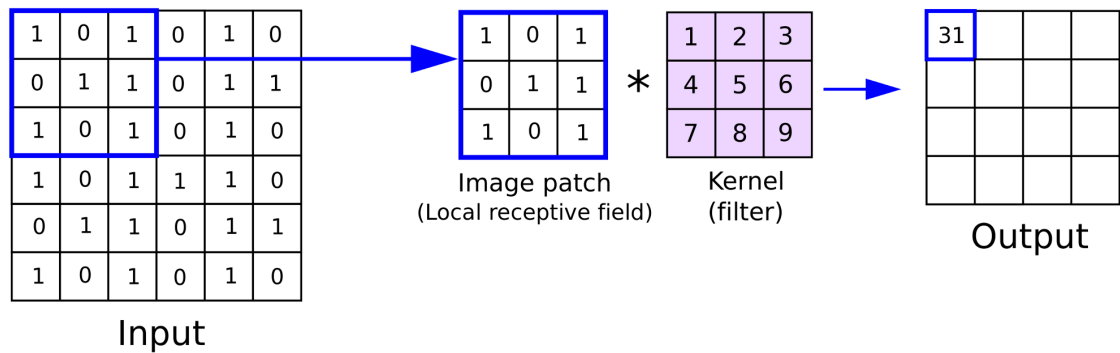 1 0 1 0 1 0
0 1 1 0 1 1
1 0 1 0 1 0
1 0 1 1 1 0
0 1 1 0 1 1
1 0 1 0 1 0
Input
1 0 1
0 1 1
1 0 1
Image patch
(Local receptive field)
*
1 2 3
4 5 6
7 8 9
Kernel
(filter)
31
Output